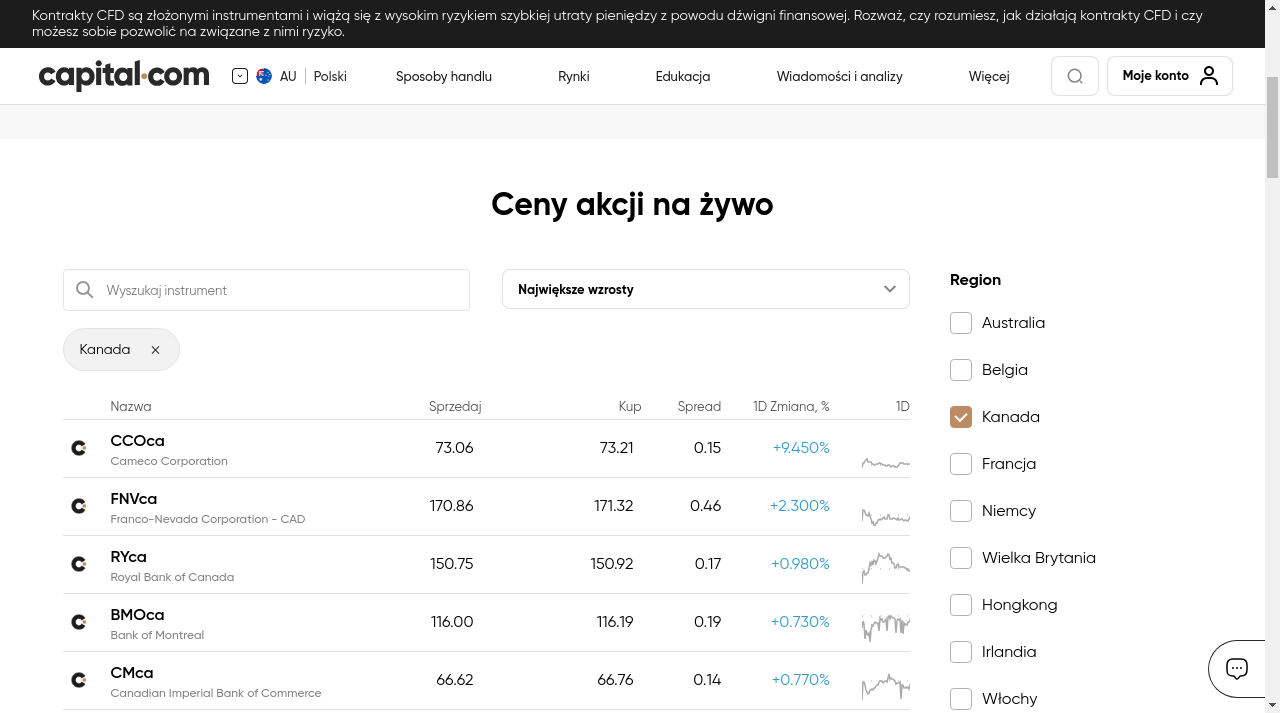 Kontrakty CFD są złożonymi instrumentami i wiążą się z wysokim ryzykiem szybkiej utraty pieniędzy z powodu dźwigni finansowej. Rozważ, czy rozumiesz, jak działają kontrakty CFD i czy
możesz sobie pozwolić na związane z nimi ryzyko.
capital.com AU Polski Sposoby handlu Rynki Edukacja Wiadomości i analizy Więcej Moje konto
Ceny akcji na żywo
Wyszukaj instrument
Największe wzrosty
Kanada
Nazwa Sprzedaj Kup Spread 1D Zmiana, % 1D
CCOca 73.06 73.21 0.15 +9.450%
Cameco Corporation
FNVca 170.86 171.32 0.46 +2.300%
Franco-Nevada Corporation - CAD
RYca 150.75 150.92 0.17 +0.980%
Royal Bank of Canada
BMOca 116.00 116.19 0.19 +0.730%
Bank of Montreal
CMca 66.62 66.76 0.14 +0.770%
Canadian Imperial Bank of Commerce
Region
Australia
Belgia
Kanada
Francja
Niemcy
Wielka Brytania
Hongkong
Irlandia
Włochy